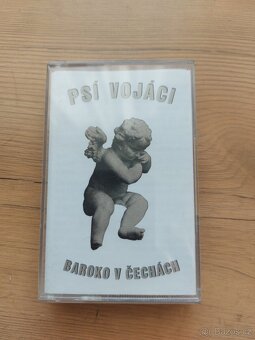 PSÍ VOJÁCI
BAROKO V ČECHÁCH